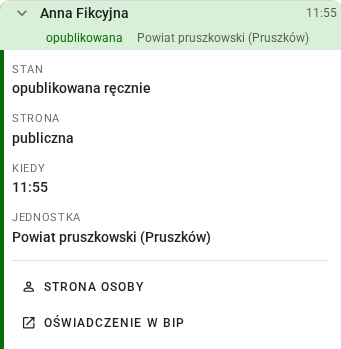 Anna Fikcyjna 11:55
opublikowana Powiat pruszkowski (Pruszków)
STAN
opublikowana ręcznie
STRONA
publiczna
KIEDY
11:55
JEDNOSTKA
Powiat pruszkowski (Pruszków)
STRONA OSOBY
OŚWIADCZENIE W BIP